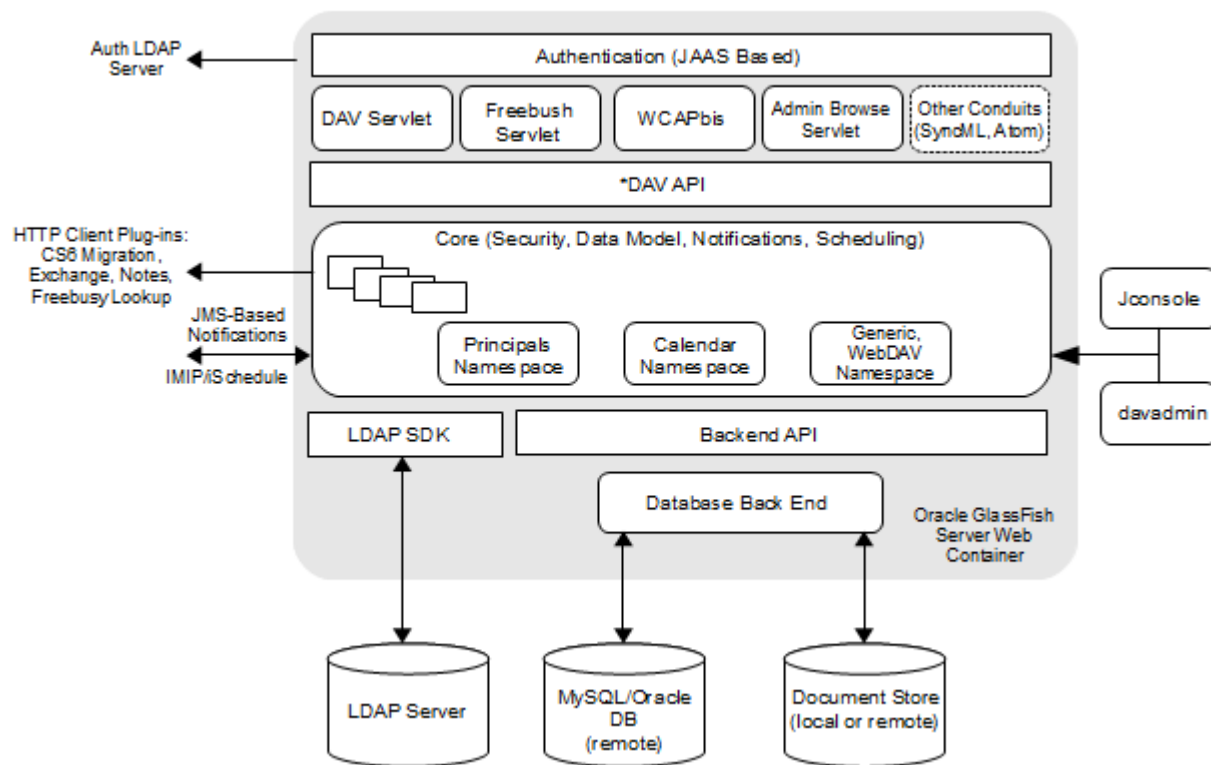 Auth LDAP
Server
Authentication (JAAS Based)
DAV Servlet
Freebush
Servlet
WCAPbis
Admin Browse
Servlet
Other Conduits
(SyncML, Atom)
*DAV API
HTTP Client Plug-ins:
CS6 Migration,
Exchange, Notes,
Freebusy Lookup
Core (Security, Data Model, Notifications, Scheduling)
JMS-Based
Notifications
IMIP/iSchedule
Principals
Namespace
Calendar
Namespace
Generic,
WebDAV
Namespace
Jconsole
davadmin
LDAP SDK
Backend API
Database Back End
Oracle GlassFish
Server Web
Container
LDAP Server
MySQL/Oracle
DB
(remote)
Document Store
(local or remote)